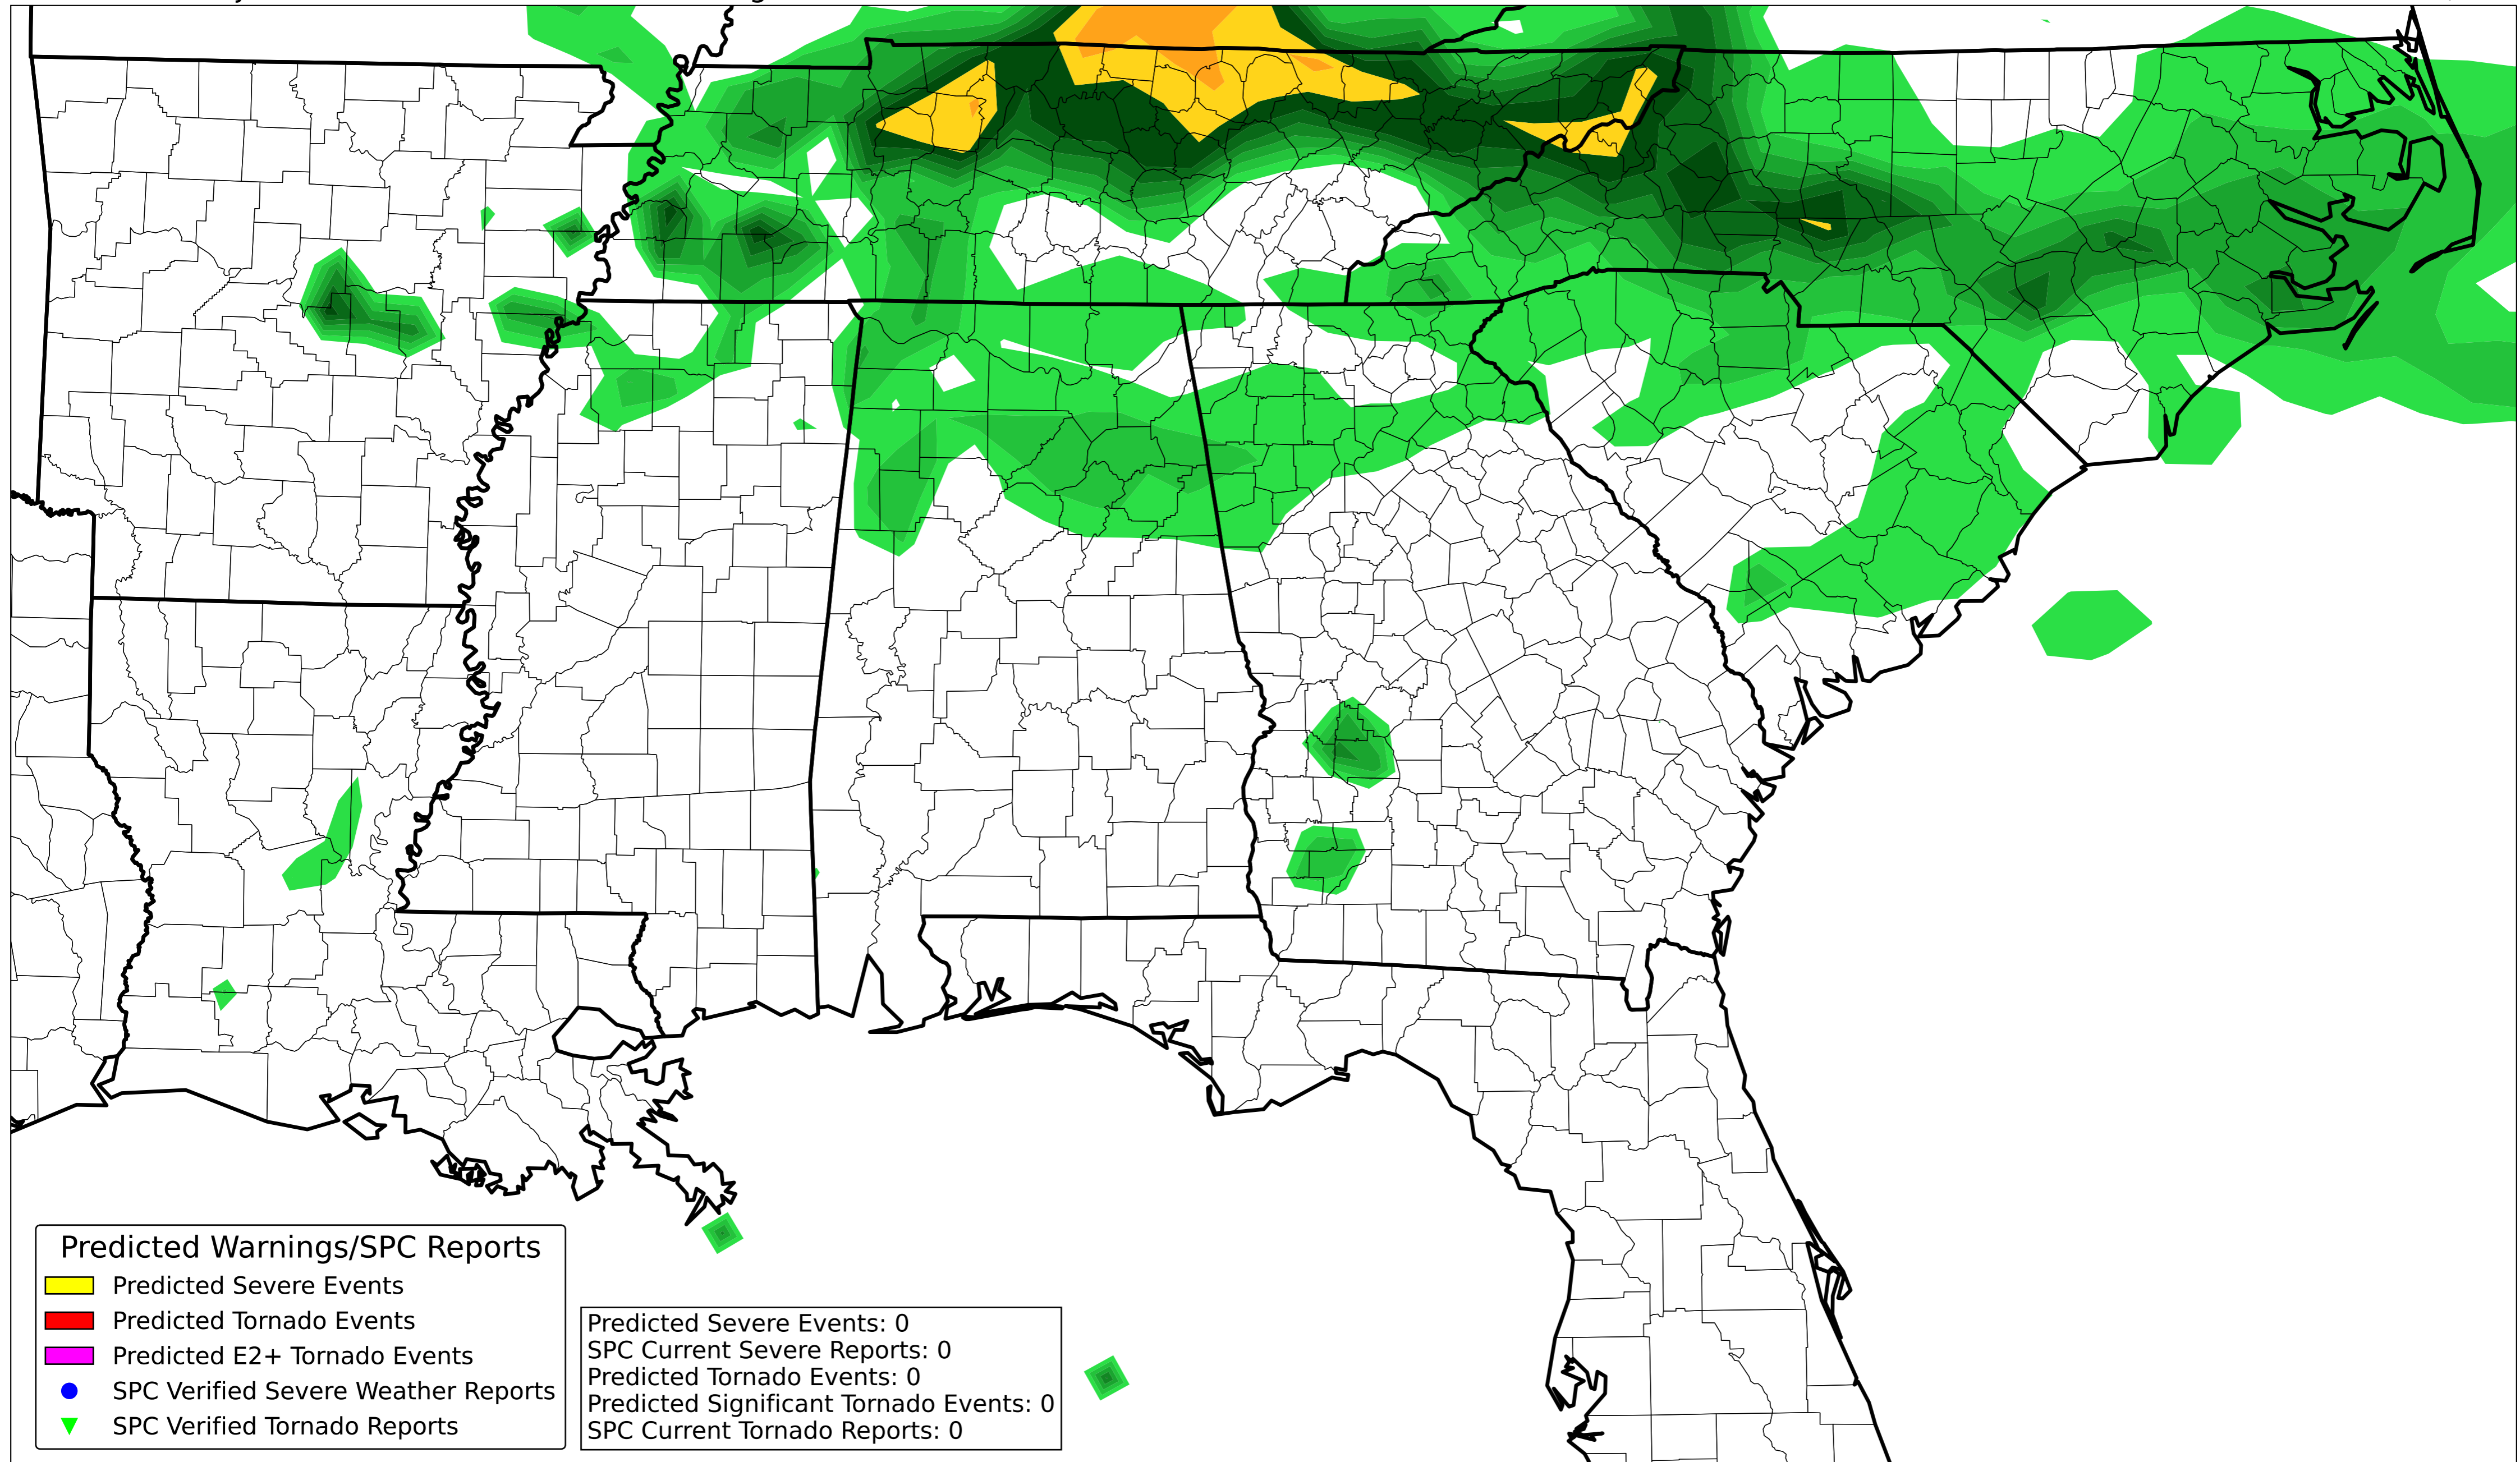 Predicted Warnings/SPC Reports
Predicted Severe Events
Predicted Tornado Events
Predicted E2+ Tornado Events
SPC Verified Severe Weather Reports
SPC Verified Tornado Reports
Predicted Severe Events: 0
SPC Current Severe Reports: 0
Predicted Tornado Events: 0
Predicted Significant Tornado Events: 0
SPC Current Tornado Reports: 0